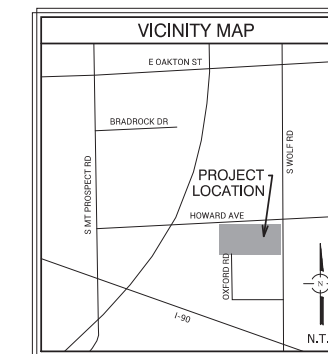 VICINITY MAP
E OAKTON ST
BRADROCK DR
S MT PROSPECT RD
S WOLF RD
PROJECT
LOCATION
HOWARD AVE
OXFORD RD
I-90
N
N.T.